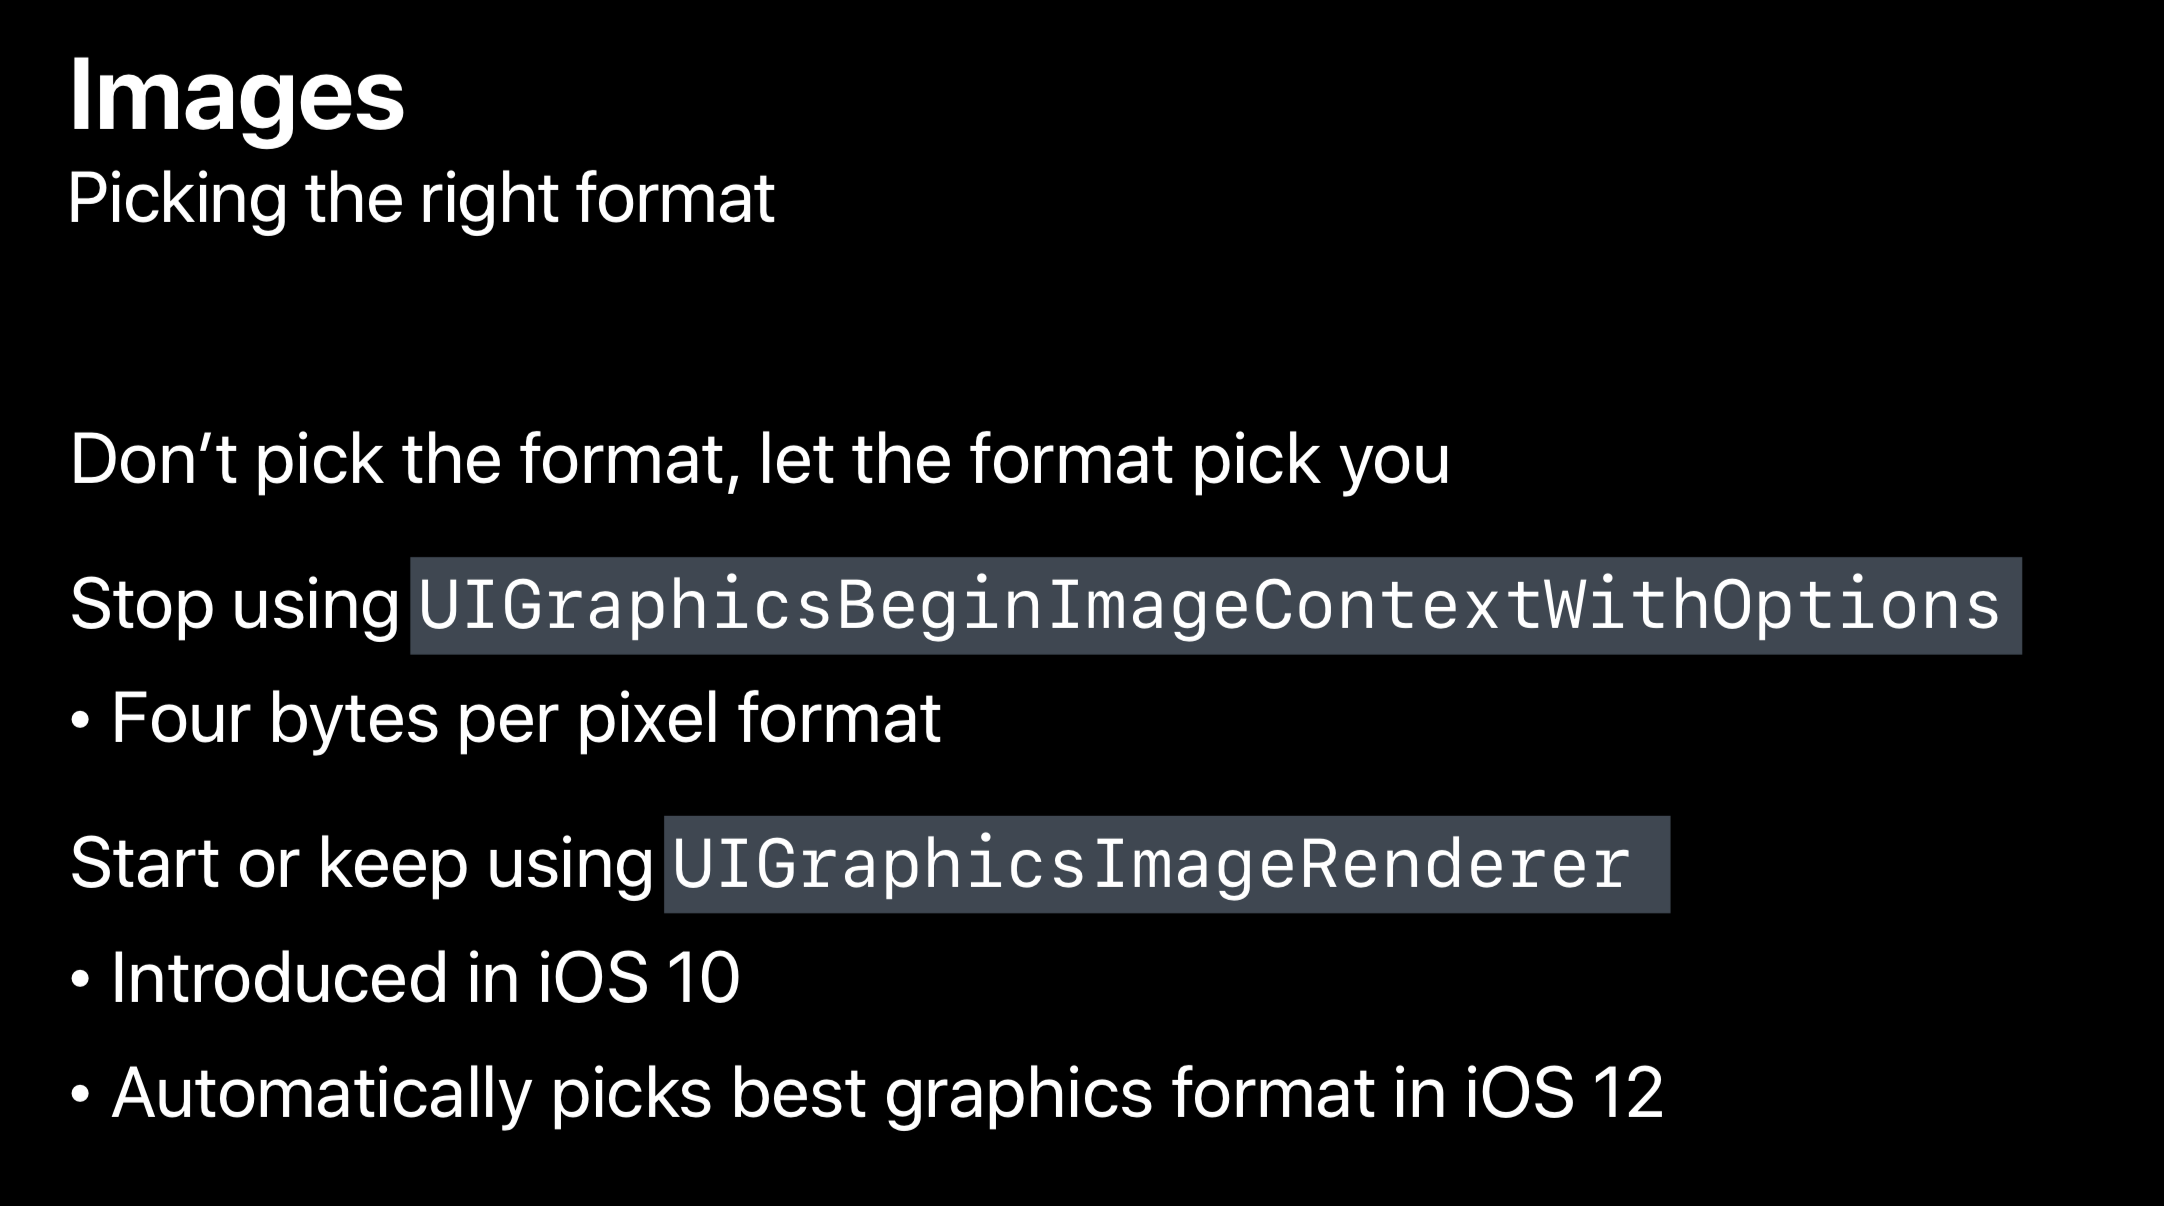 Images
Picking the right format
Don’t pick the format, let the format pick you
Stop using UIGraphicsBeginImageContextWithOptions
• Four bytes per pixel format
Start or keep using UIGraphicsImageRenderer
• Introduced in iOS 10
• Automatically picks best graphics format in iOS 12